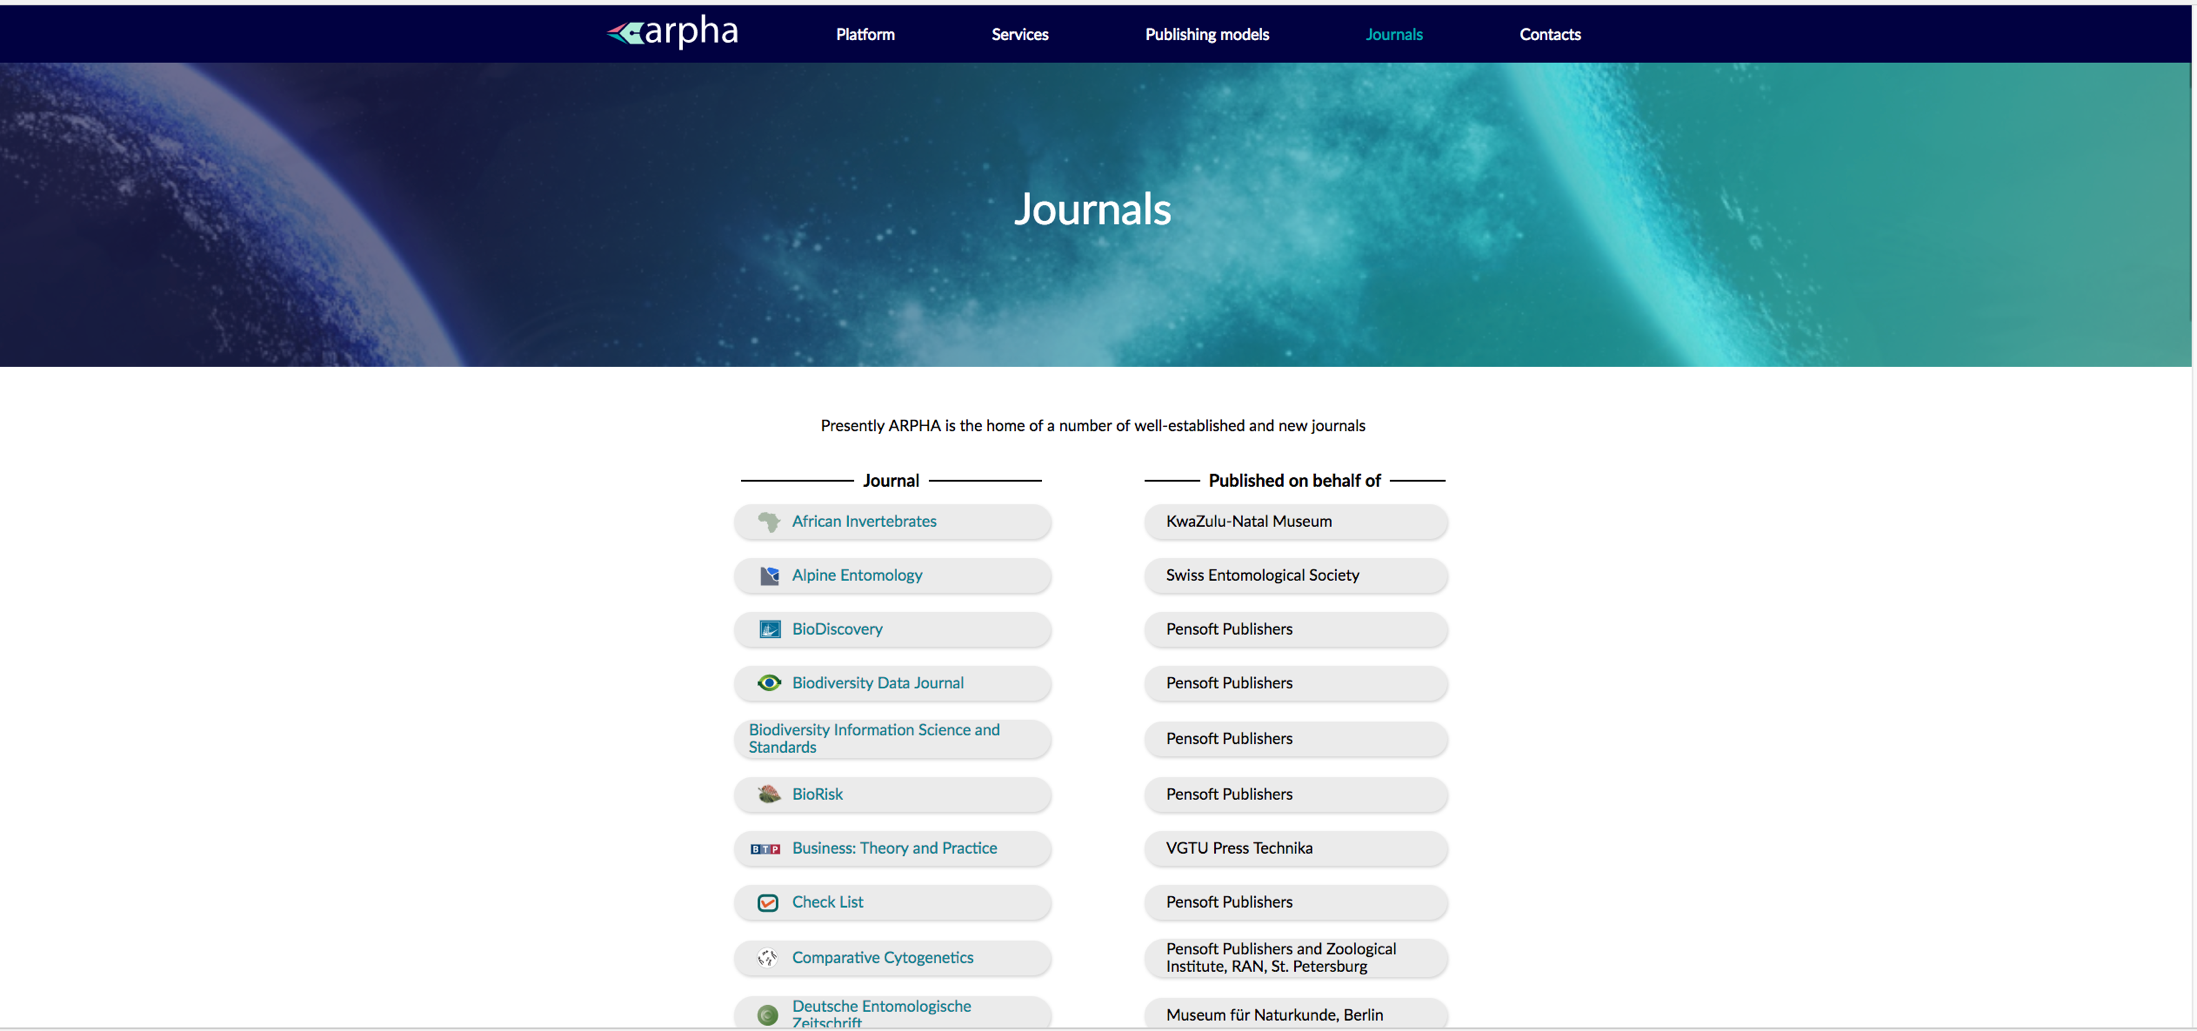 arpha
Platform
Services
Publishing models
Journals
Contacts
Journals
Presently ARPHA is the home of a number of well-established and new journals
Journal
Published on behalf of
African Invertebrates
KwaZulu-Natal Museum
Alpine Entomology
Swiss Entomological Society
BioDiscovery
Pensoft Publishers
Biodiversity Data Journal
Pensoft Publishers
Biodiversity Information Science and
Standards
Pensoft Publishers
BioRisk
Pensoft Publishers
BTP
Business: Theory and Practice
VGTU Press Technika
Check List
Pensoft Publishers
Comparative Cytogenetics
Pensoft Publishers and Zoological
Institute, RAN, St. Petersburg
Deutsche Entomologische
Zeitschrift
Museum für Naturkunde, Berlin